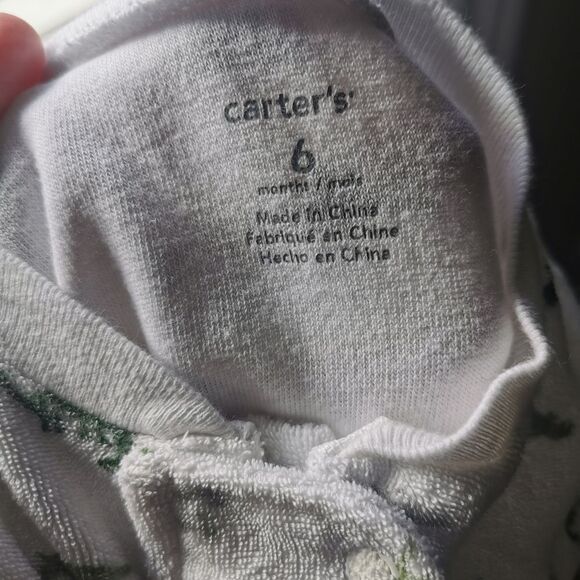 carter's
6
months / mois
Made in China
Fabriqué en Chine
Hecho en China